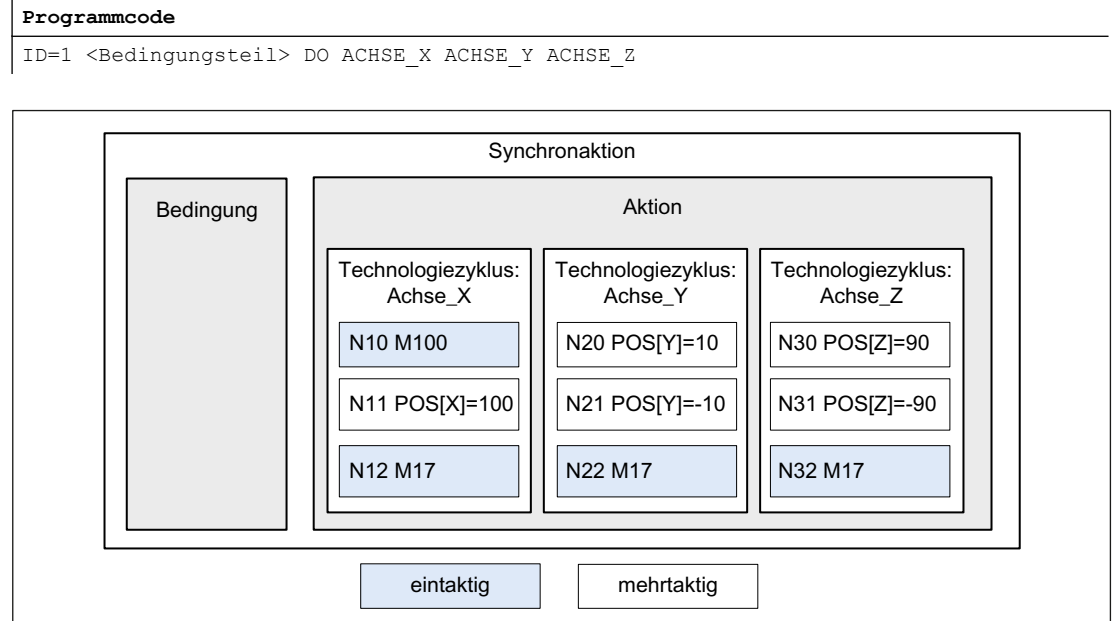 Programmcode
ID=1 <Bedingungsteil> DO ACHSE_X ACHSE_Y ACHSE_Z
Synchronaktion
Bedingung
Aktion
Technologiezyklus:
Achse_X
N10 M100
N11 POS[X]=100
N12 M17
Technologiezyklus:
Achse_Y
N20 POS[Y]=10
N21 POS[Y]=-10
N22 M17
Technologiezyklus:
Achse_Z
N30 POS[Z]=90
N31 POS[Z]=-90
N32 M17
eintaktig
mehrtaktig